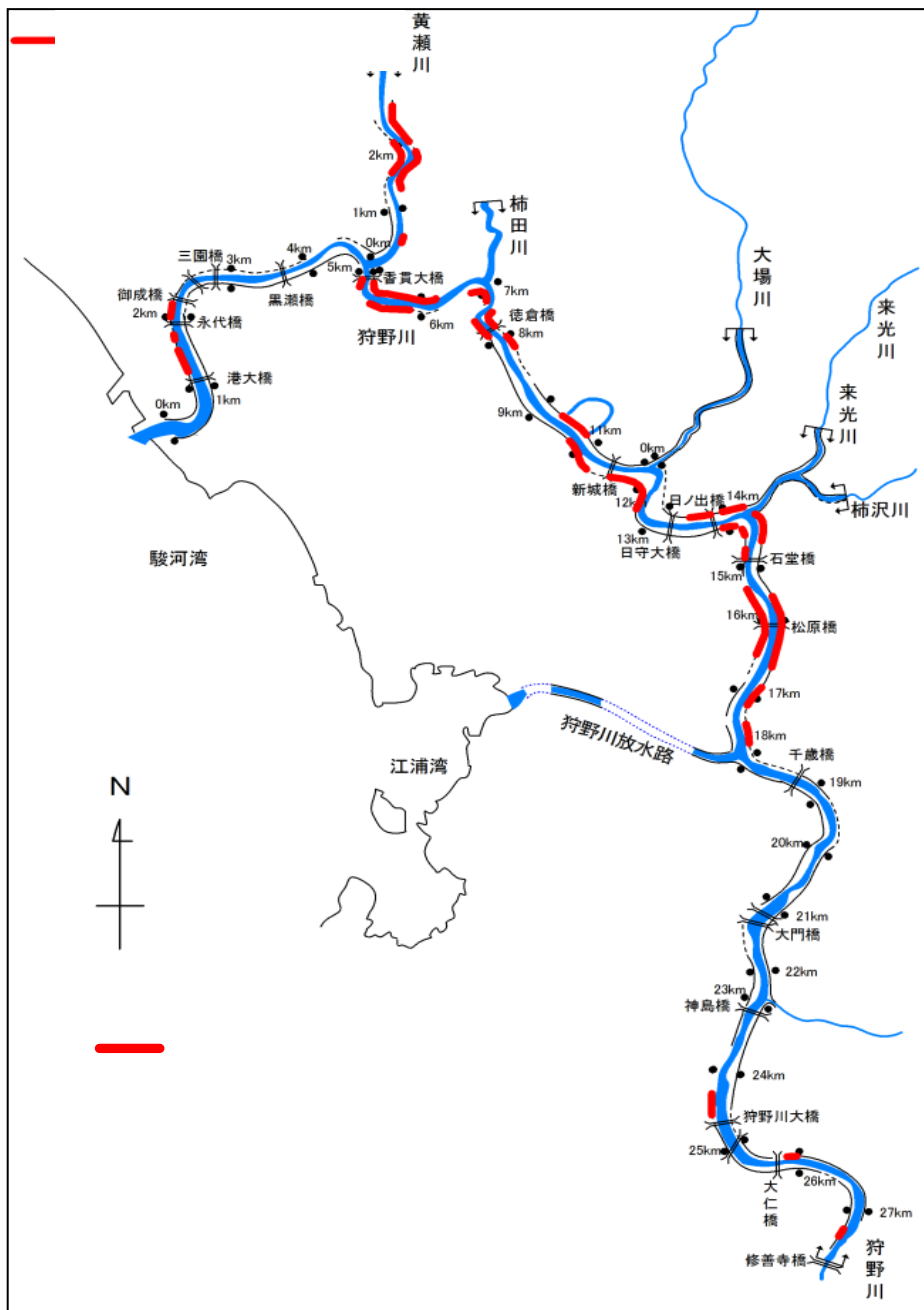 黄瀬川
2km
1km
0km
柿田川
大場川
来光川
三園橋
3km
4km
5km
香貫大橋
7km
御成橋
黒瀬橋
徳倉橋
2km
永代橋
狩野川
6km
8km
来光川
港大橋
0km
1km
9km
11km
0km
新城橋
12km
日ノ出橋
14km
柿沢川
13km
日守大橋
石堂橋
15km
駿河湾
16km
松原橋
17km
狩野川放水路
18km
千歳橋
江浦湾
19km
N
20km
21km
大門橋
22km
23km
神島橋
24km
狩野川大橋
25km
大仁橋
26km
27km
修善寺橋
狩野川